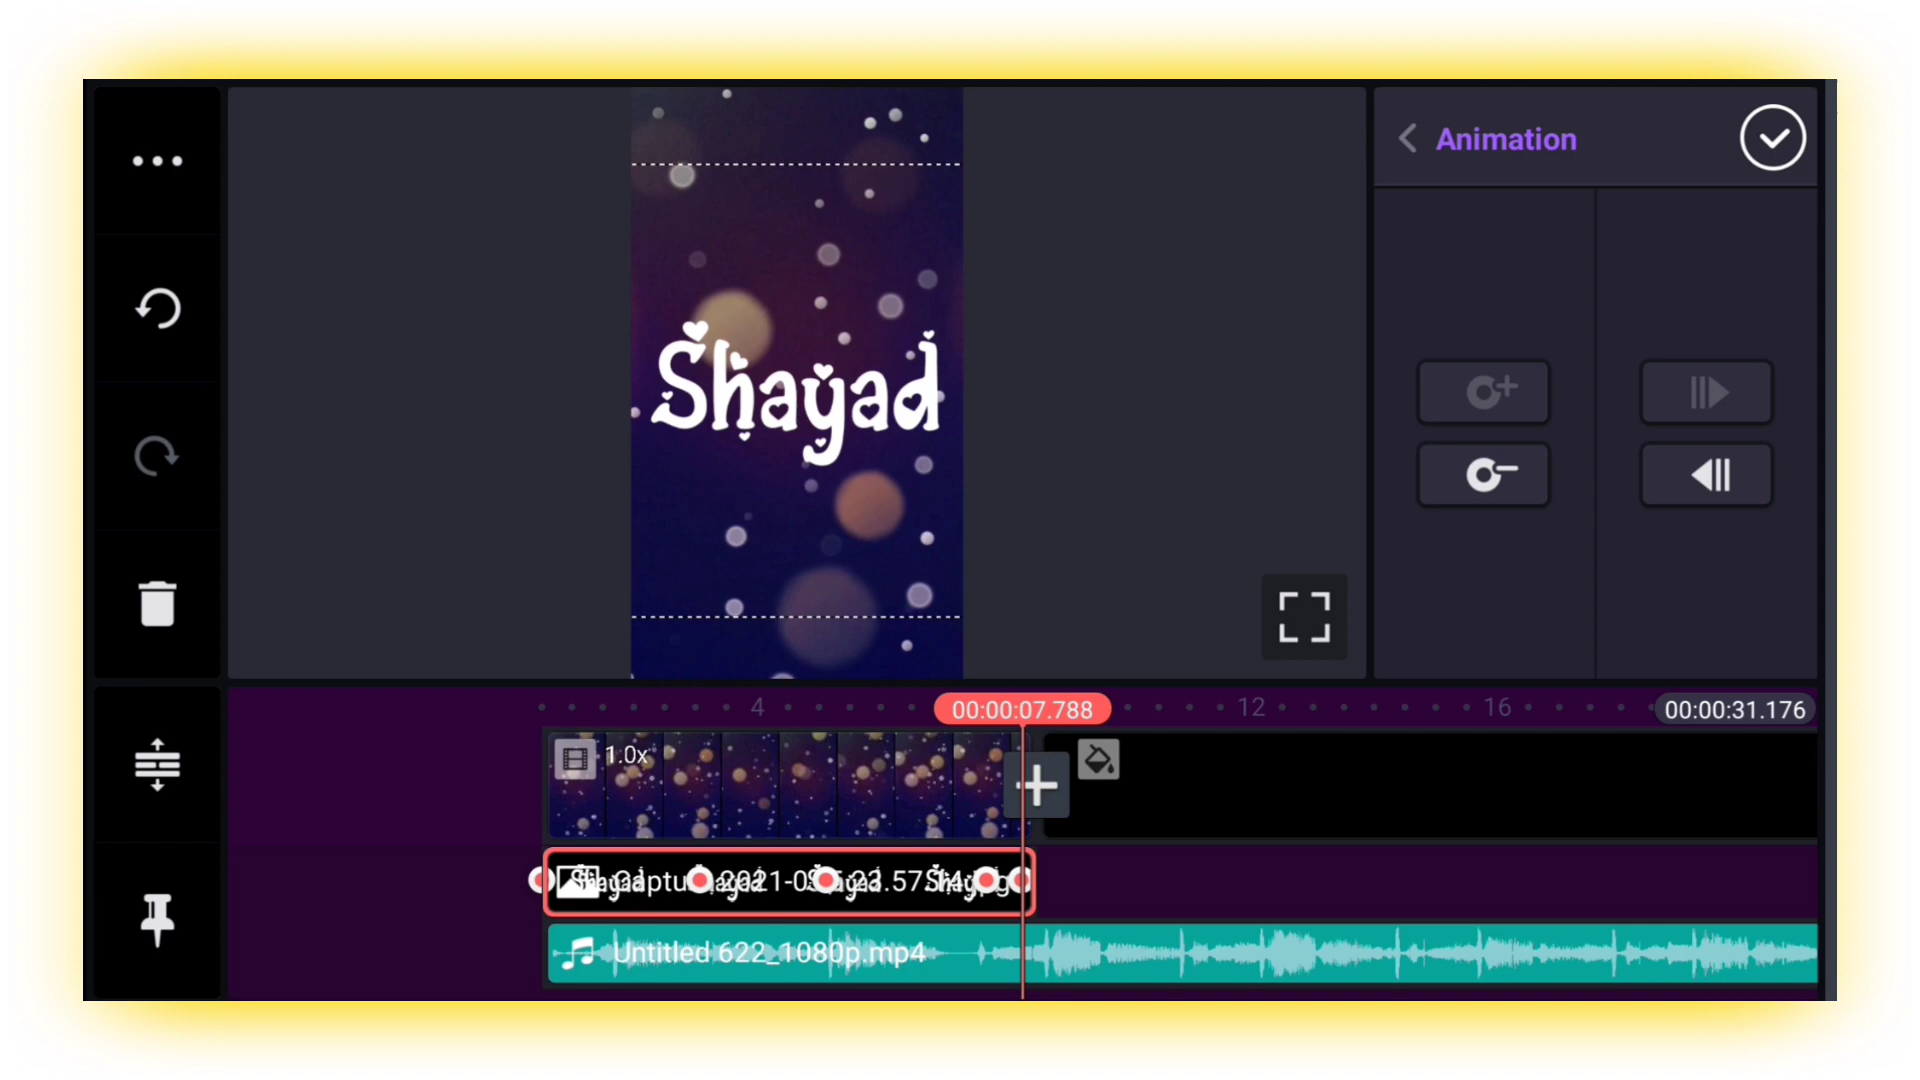 Animation
Shayad
4
00:00:07.788
12
16
00:00:31.176
1.0x
Untitled 622_1080p.mp4